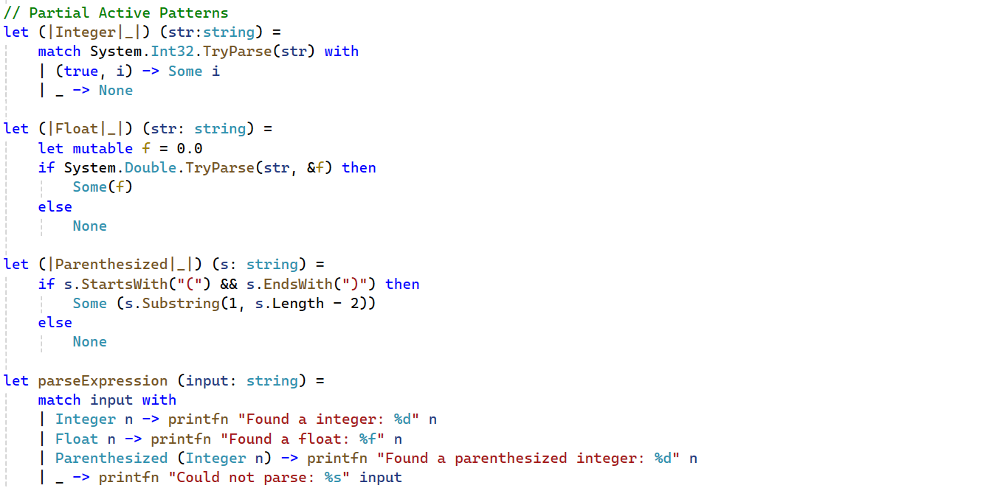 // Partial Active Patterns
let (|Integer|_|) (str:string) =
    match System.Int32.TryParse(str) with
    | (true, i) -> Some i
    | _ -> None

let (|Float|_|) (str: string) =
    let mutable f = 0.0
    if System.Double.TryParse(str, &f) then
        Some(f)
    else
        None

let (|Parenthesized|_|) (s: string) =
    if s.StartsWith("(") && s.EndsWith(")") then
        Some (s.Substring(1, s.Length - 2))
    else
        None

let parseExpression (input: string) =
    match input with
    | Integer n -> printfn "Found a integer: %d" n
    | Float n -> printfn "Found a float: %f" n
    | Parenthesized (Integer n) -> printfn "Found a parenthesized integer: %d" n
    | _ -> printfn "Could not parse: %s" input